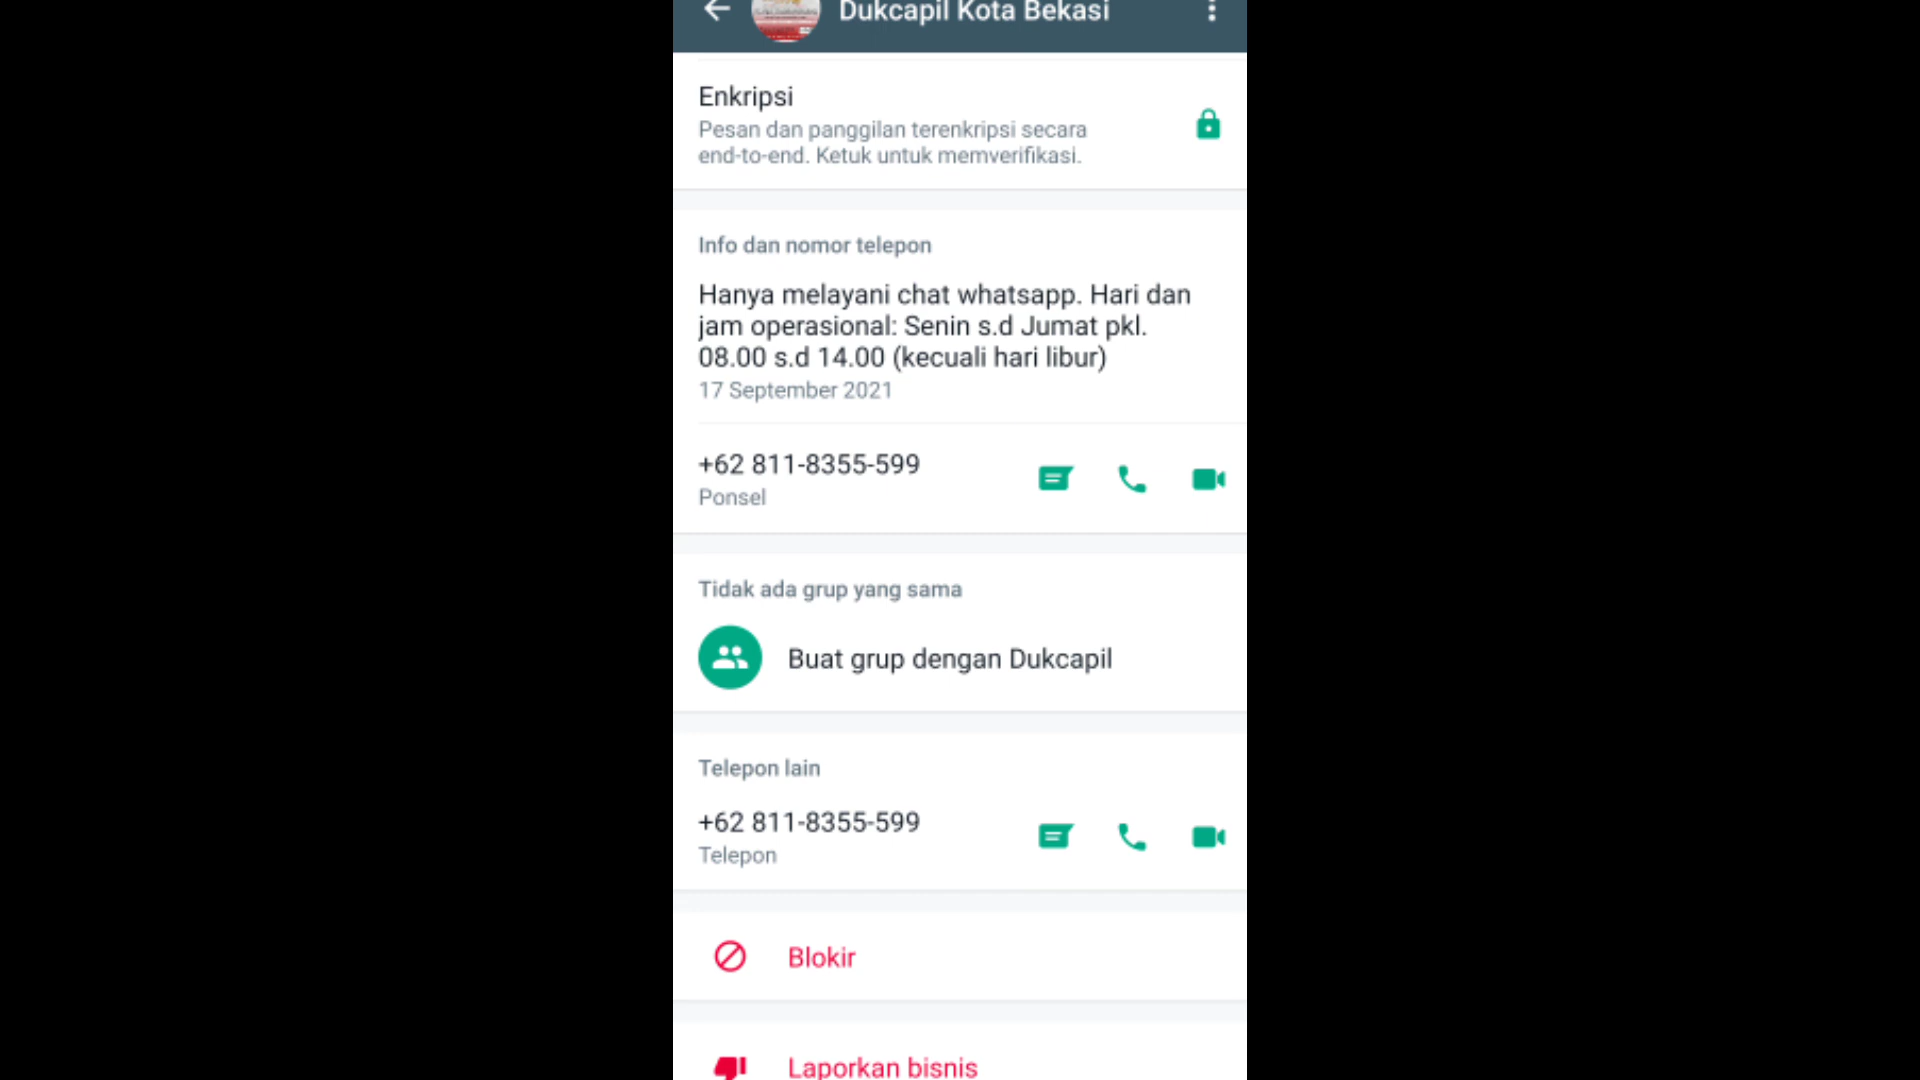 Dukcapil Kota Bekasi
Enkripsi
Pesan dan panggilan terenkripsi secara
end-to-end. Ketuk untuk memverifikasi.
Info dan nomor telepon
Hanya melayani chat whatsapp. Hari dan
jam operasional: Senin s.d Jumat pkl.
08.00 s.d 14.00 (kecuali hari libur)
17 September 2021
+62 811-8355-599
Ponsel
Tidak ada grup yang sama
Buat grup dengan Dukcapil
Telepon lain
+62 811-8355-599
Telepon
Blokir
Laporkan bisnis